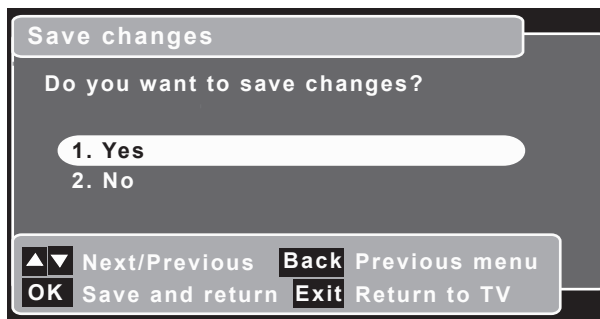 Save changes
Do you want to save changes?
1. Yes
2. No
▲▼ Next/Previous Back Previous menu
OK Save and return Exit Return to TV